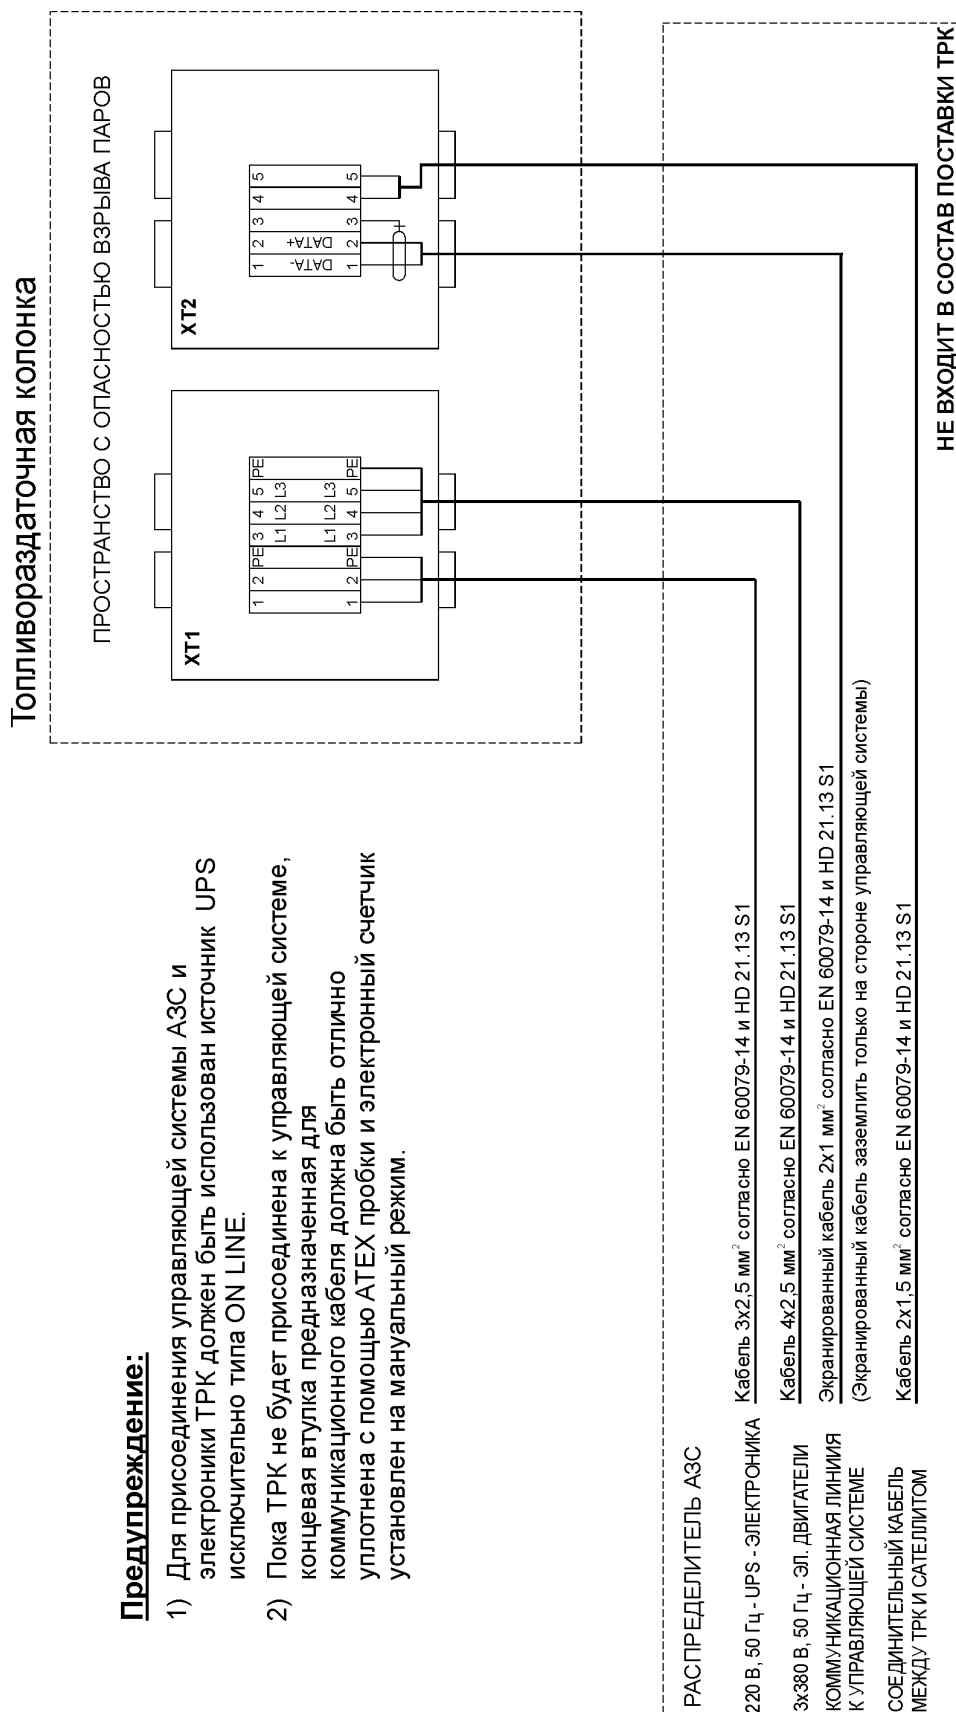 Топливораздаточная колонка
ПРОСТРАНСТВО С ОПАСНОСТЬЮ ВЗРЫВА ПАРОВ
XT1
1
2
PE
3
4
5
PE
L1
L2
L3
L1
L2
L3
1
2
PE
3
4
5
PE
XT2
1
2
3
4
5
DATA-
DATA+
1
2
3
4
5
Предупреждение:
1) Для присоединения управляющей системы АЗС и
электроники ТРК должен быть использован источник UPS
исключительно типа ON LINE.
2) Пока ТРК не будет присоединена к управляющей системе,
концевая втулка предназначенная для
коммуникационного кабеля должна быть отлично
уплотнена с помощью ATEX пробки и электронный счетчик
установлен на мануальный режим.
РАСПРЕДЕЛИТЕЛЬ АЗС
220 В, 50 Гц - UPS - ЭЛЕКТРОНИКА
Кабель 3x2,5 мм² согласно EN 60079-14 и HD 21.13 S1
3x380 В, 50 Гц - ЭЛ. ДВИГАТЕЛИ
Кабель 4x2,5 мм² согласно EN 60079-14 и HD 21.13 S1
КОММУНИКАЦИОННАЯ ЛИНИИЯ
К УПРАВЛЯЮЩЕЙ СИСТЕМЕ
Экранированный кабель 2x1 мм² согласно EN 60079-14 и HD 21.13 S1
(Экранированный кабель заземлить только на стороне управляющей системы)
СОЕДИНИТЕЛЬНЫЙ КАБЕЛЬ
МЕЖДУ ТРК И САТЕЛЛИТОМ
Кабель 2x1,5 мм² согласно EN 60079-14 и HD 21.13 S1
НЕ ВХОДИТ В СОСТАВ ПОСТАВКИ ТРК